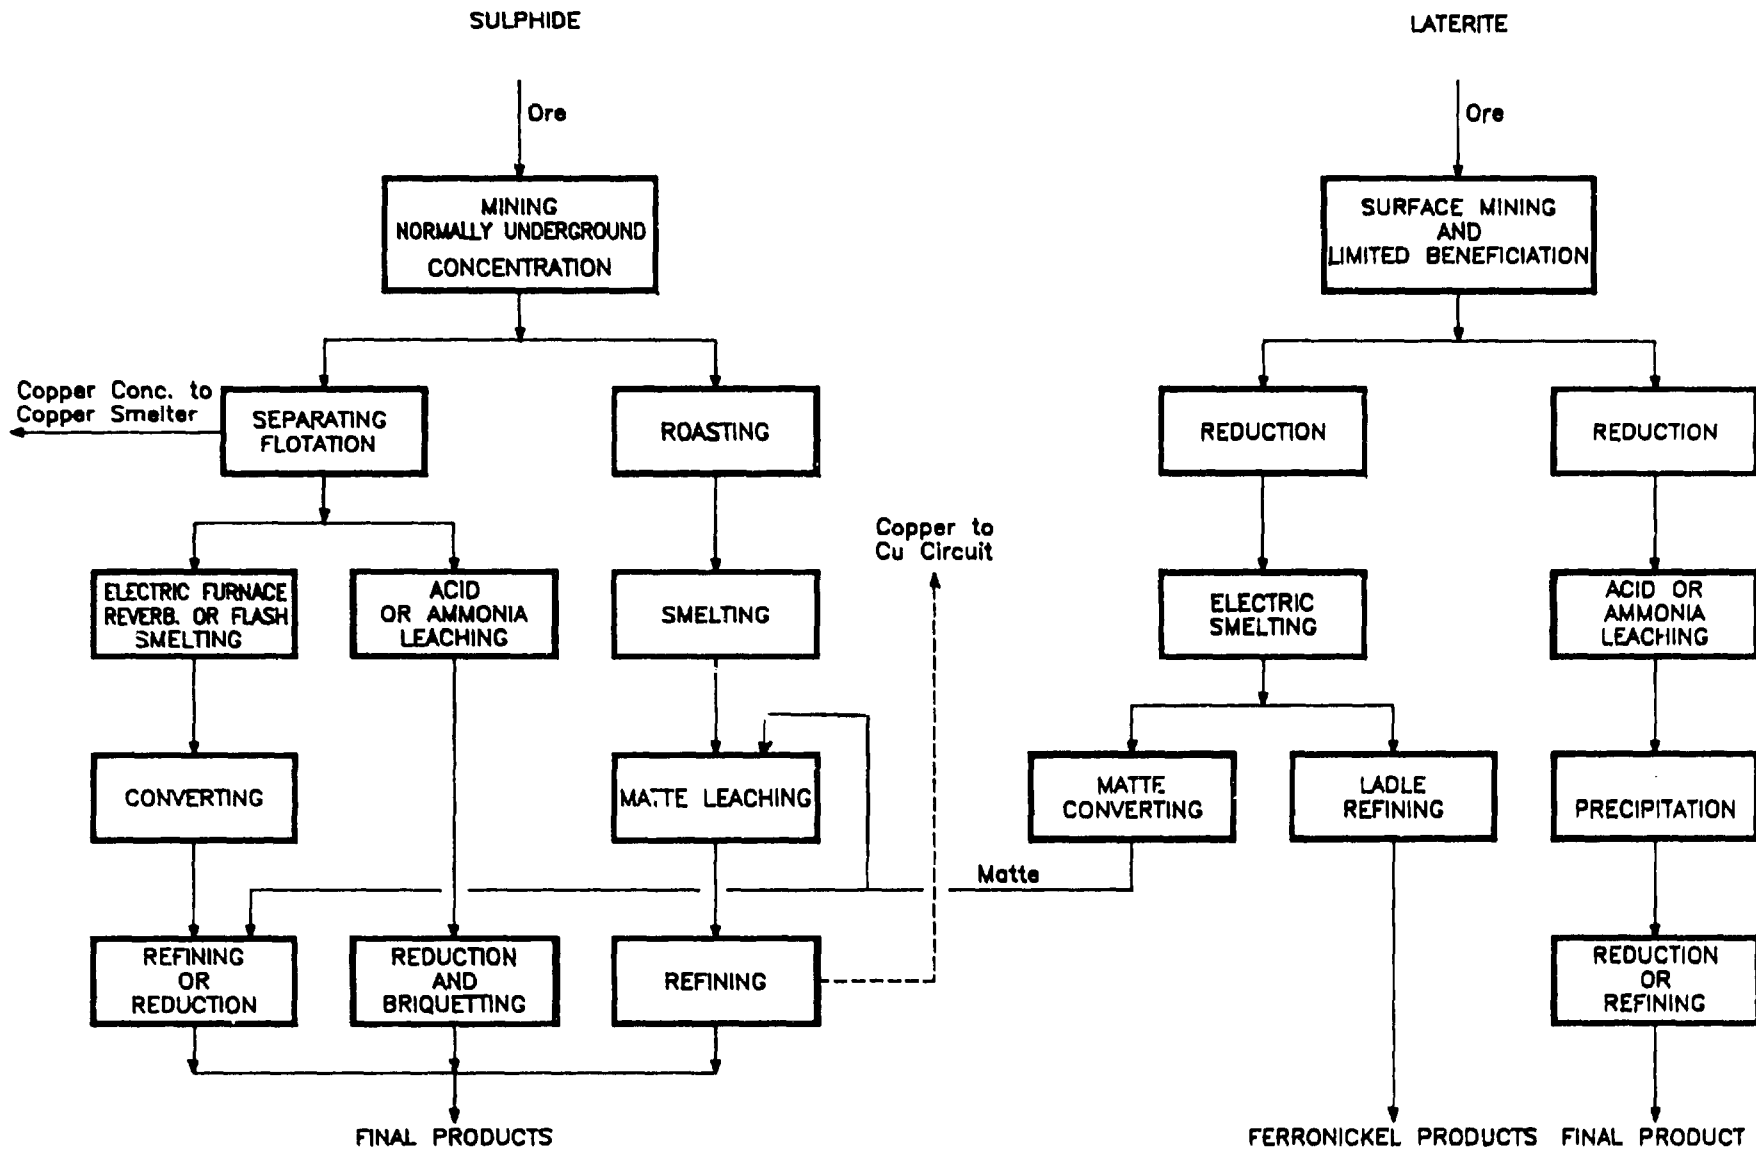 SULPHIDE
LATERITE
Ore
Ore
MINING
NORMALLY UNDERGROUND
CONCENTRATION
SURFACE MINING
AND
LIMITED BENEFICIATION
Copper Conc. to
Copper Smelter
SEPARATING
FLOTATION
ROASTING
REDUCTION
REDUCTION
Copper to
Cu Circuit
ELECTRIC FURNACE
REVERB. OR FLASH
SMELTING
ACID
OR AMMONIA
LEACHING
SMELTING
ELECTRIC
SMELTING
ACID OR
AMMONIA
LEACHING
CONVERTING
MATTE LEACHING
MATTE
CONVERTING
LADLE
REFINING
PRECIPITATION
Matte
REFINING
OR
REDUCTION
REDUCTION
AND
BRIQUETTING
REFINING
REDUCTION
OR
REFINING
FINAL PRODUCTS
FERRONICKEL PRODUCTS
FINAL PRODUCT